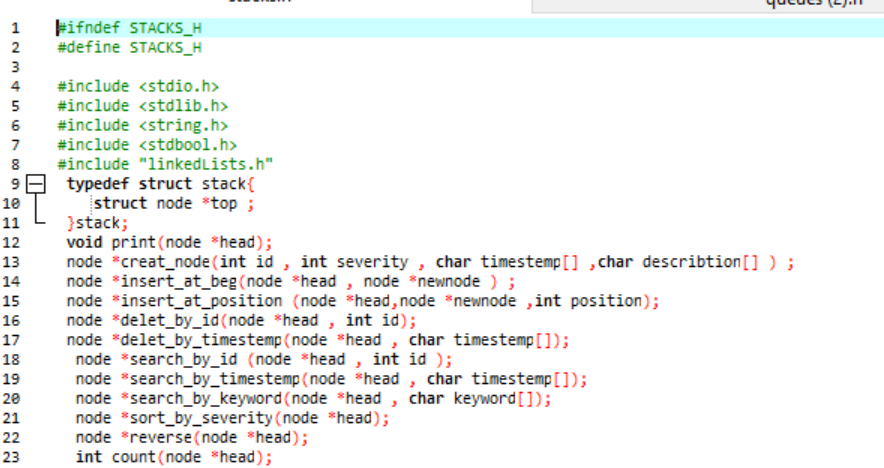 queues (2).h
1 #ifndef STACKS_H
2 #define STACKS_H
3
4 #include <stdio.h>
5 #include <stdlib.h>
6 #include <string.h>
7 #include <stdbool.h>
8 #include "linkedLists.h"
9 typedef struct stack{
10 struct node *top ;
11 }stack;
12 void print(node *head);
13 node *creat_node(int id , int severity , char timestemp[] ,char describtion[] ) ;
14 node *insert_at_beg(node *head , node *newnode ) ;
15 node *insert_at_position (node *head,node *newnode ,int position);
16 node *delet_by_id(node *head , int id);
17 node *delet_by_timestemp(node *head , char timestemp[]);
18 node *search_by_id (node *head , int id );
19 node *search_by_timestemp(node *head , char timestemp[]);
20 node *search_by_keyword(node *head , char keyword[]);
21 node *sort_by_severity(node *head);
22 node *reverse(node *head);
23 int count(node *head);